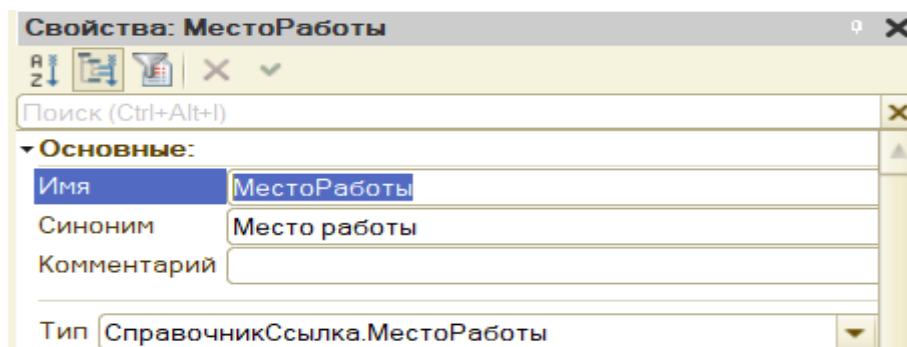 Свойства: МестоРаботы
Поиск (Ctrl+Alt+I)
Основные:
Имя МестоРаботы
Синоним Место работы
Комментарий
Тип СправочникСсылка.МестоРаботы